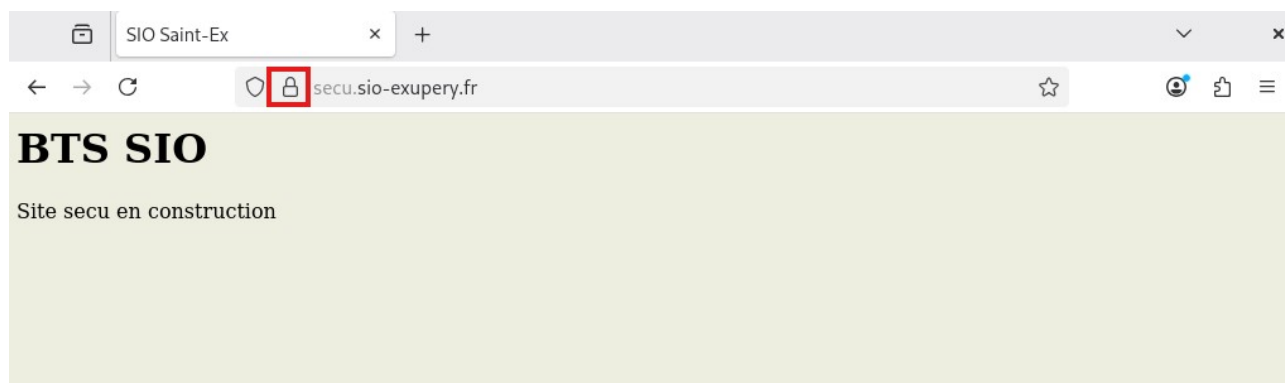 SIO Saint-Ex
secu.sio-exupery.fr
BTS SIO
Site secu en construction